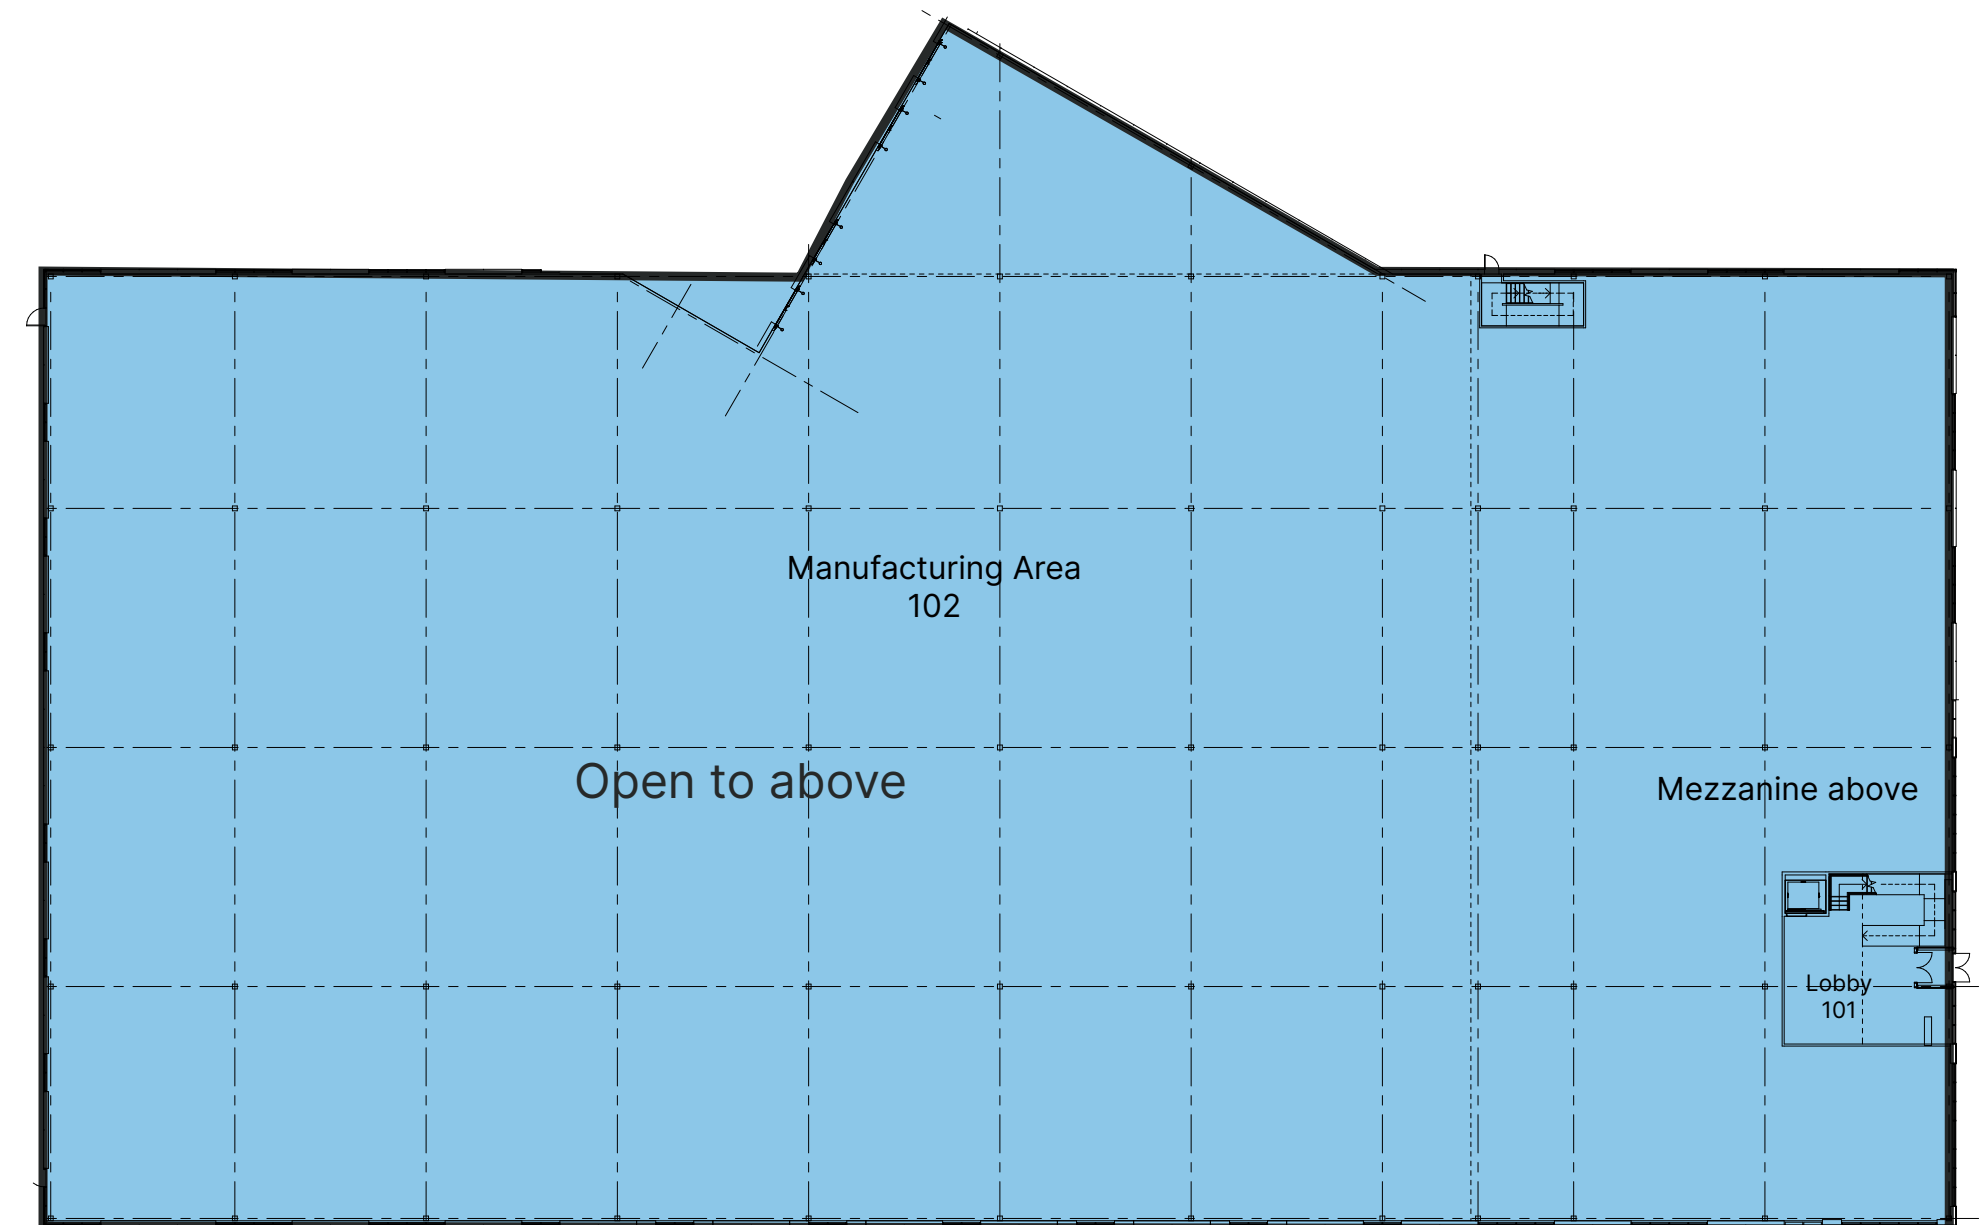 Manufacturing Area
102
Open to above
Mezzanine above
Lobby
101